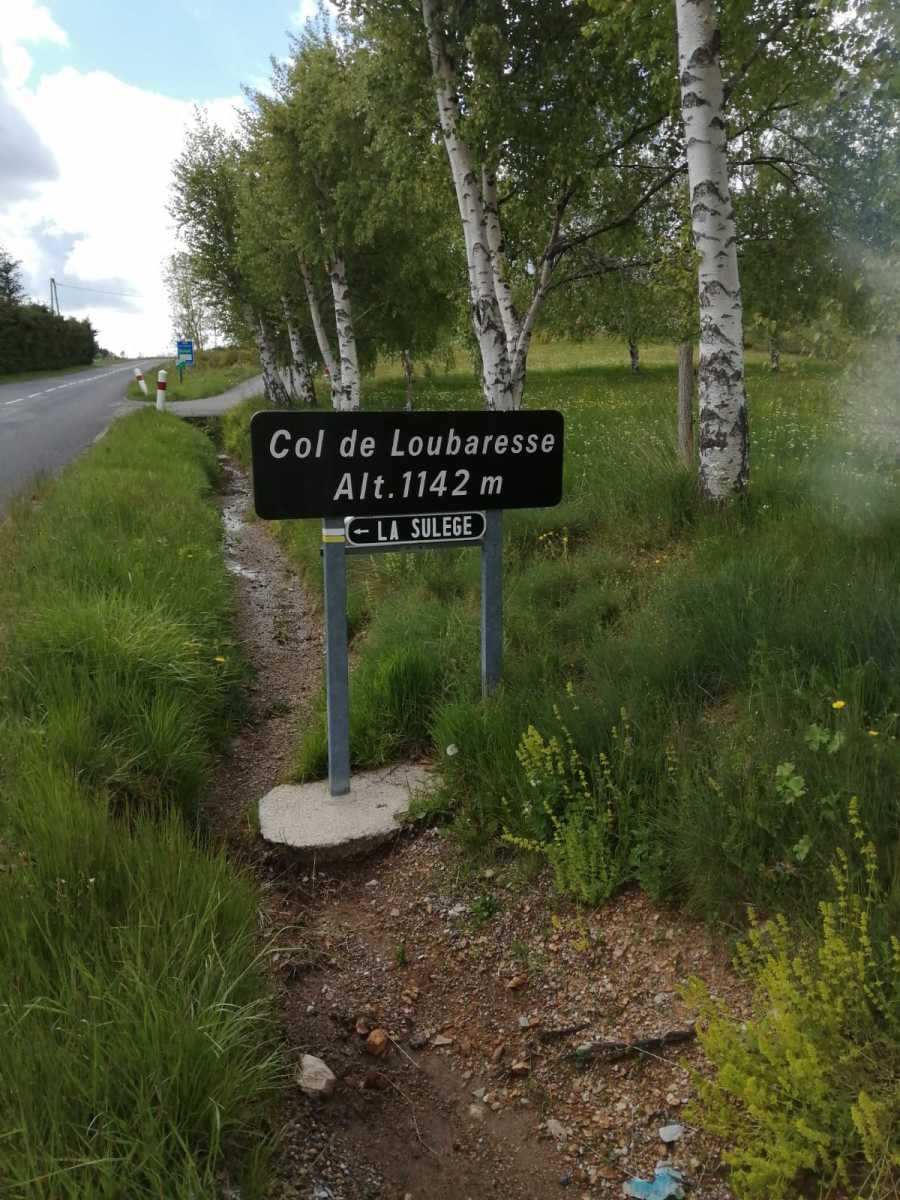 Col de Loubaresse
Alt. 1142 m
← LA SULEGE